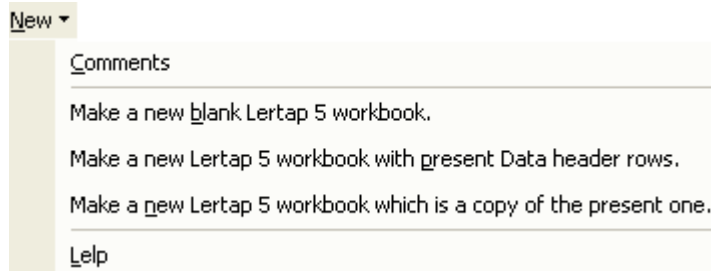 New
Comments
Make a new blank Lertap 5 workbook.
Make a new Lertap 5 workbook with present Data header rows.
Make a new Lertap 5 workbook which is a copy of the present one.
Lelp